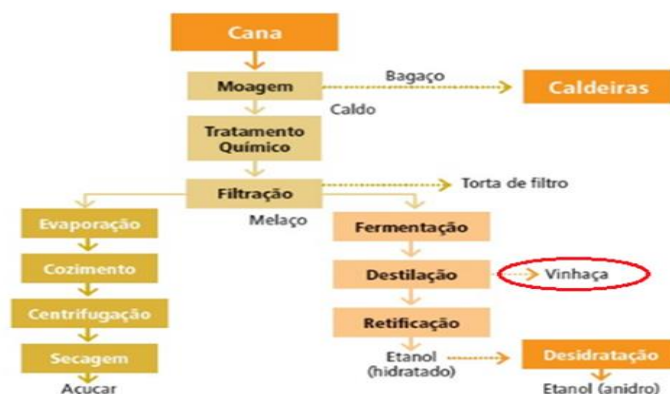 Cana
Bagaço
Moagem
Caldeiras
Caldo
Tratamento
Químico
Torta de filtro
Filtração
Melaço
Evaporação
Fermentação
Cozimento
Destilação
Vinhaça
Centrifugação
Retificação
Secagem
Etanol
(hidratado)
Desidratação
Açucar
Etanol (anidro)